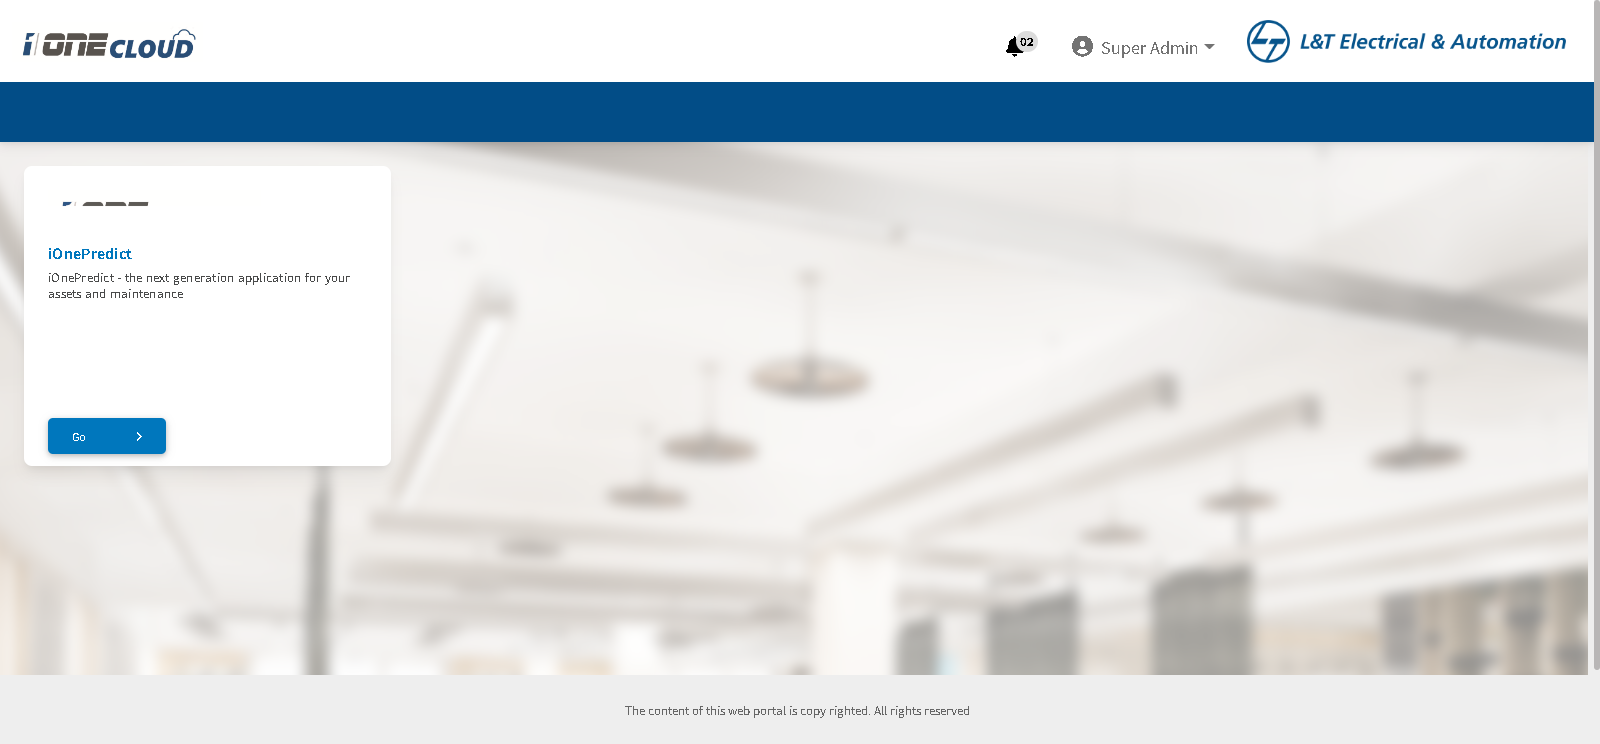 i ONE CLOUD
02
Super Admin
L&T Electrical & Automation
iOnePredict
iOnePredict - the next generation application for your
assets and maintenance
Go
The content of this web portal is copy righted. All rights reserved